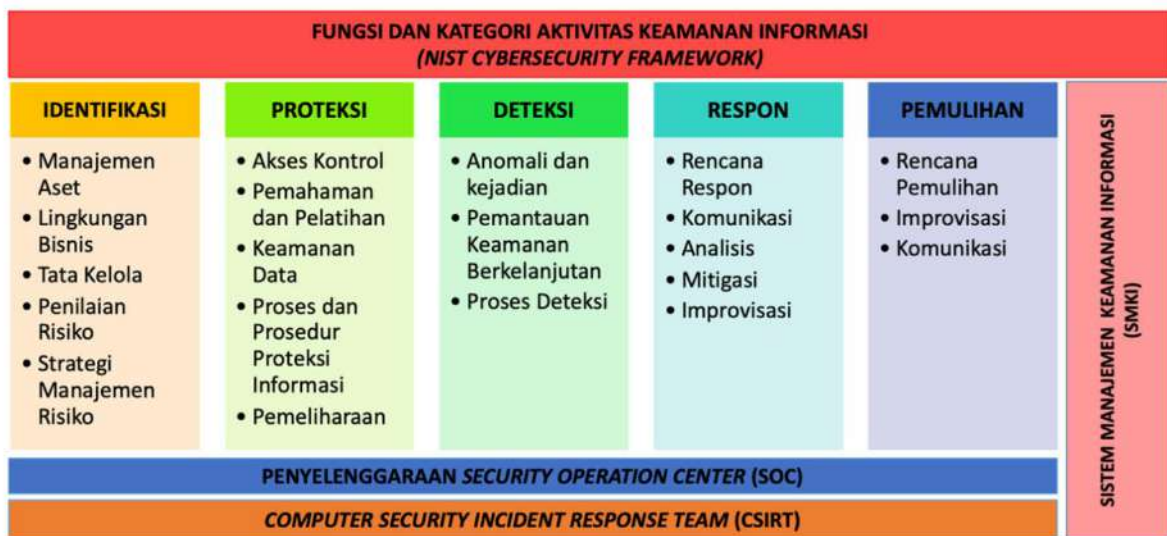 FUNGSI DAN KATEGORI AKTIVITAS KEAMANAN INFORMASI
(NIST CYBERSECURITY FRAMEWORK)
IDENTIFIKASI
• Manajemen
Aset
• Lingkungan
Bisnis
• Tata Kelola
• Penilaian
Risiko
• Strategi
Manajemen
Risiko
PROTEKSI
• Akses Kontrol
• Pemahaman
dan Pelatihan
• Keamanan
Data
• Proses dan
Prosedur
Proteksi
Informasi
• Pemeliharaan
DETEKSI
• Anomali dan
kejadian
• Pemantauan
Keamanan
Berkelanjutan
• Proses Deteksi
RESPON
• Rencana
Respon
• Komunikasi
• Analisis
• Mitigasi
• Improvisasi
PEMULIHAN
• Rencana
Pemulihan
• Improvisasi
• Komunikasi
SISTEM MANAJEMEN KEAMANAN INFORMASI
(SMKI)
PENYELENGGARAAN SECURITY OPERATION CENTER (SOC)
COMPUTER SECURITY INCIDENT RESPONSE TEAM (CSIRT)